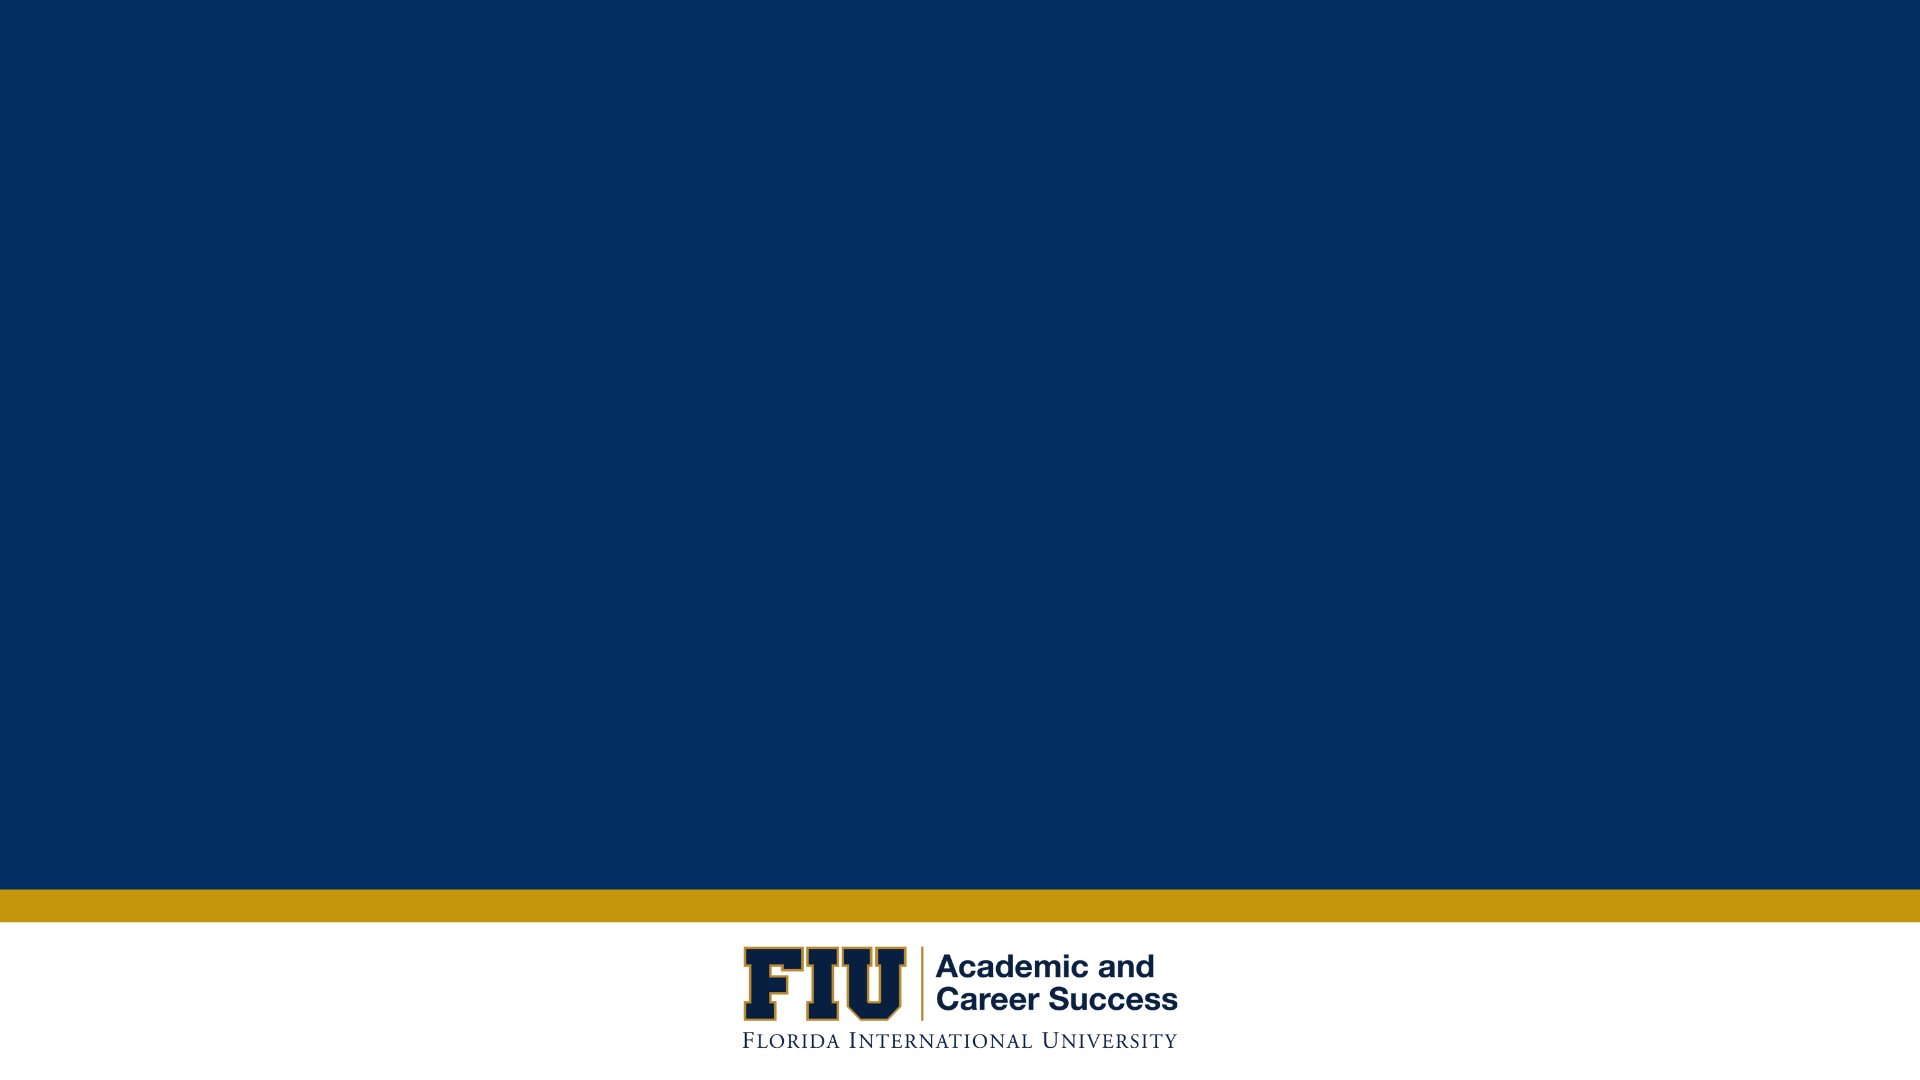 FIU
Academic and
Career Success
FLORIDA INTERNATIONAL UNIVERSITY